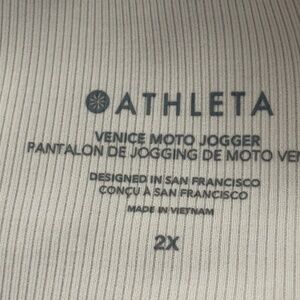 ATHLETA
VENICE MOTO JOGGER
PANTALON DE JOGGING DE MOTO VEN
DESIGNED IN SAN FRANCISCO
CONÇU À SAN FRANCISCO
MADE IN VIETNAM
2X